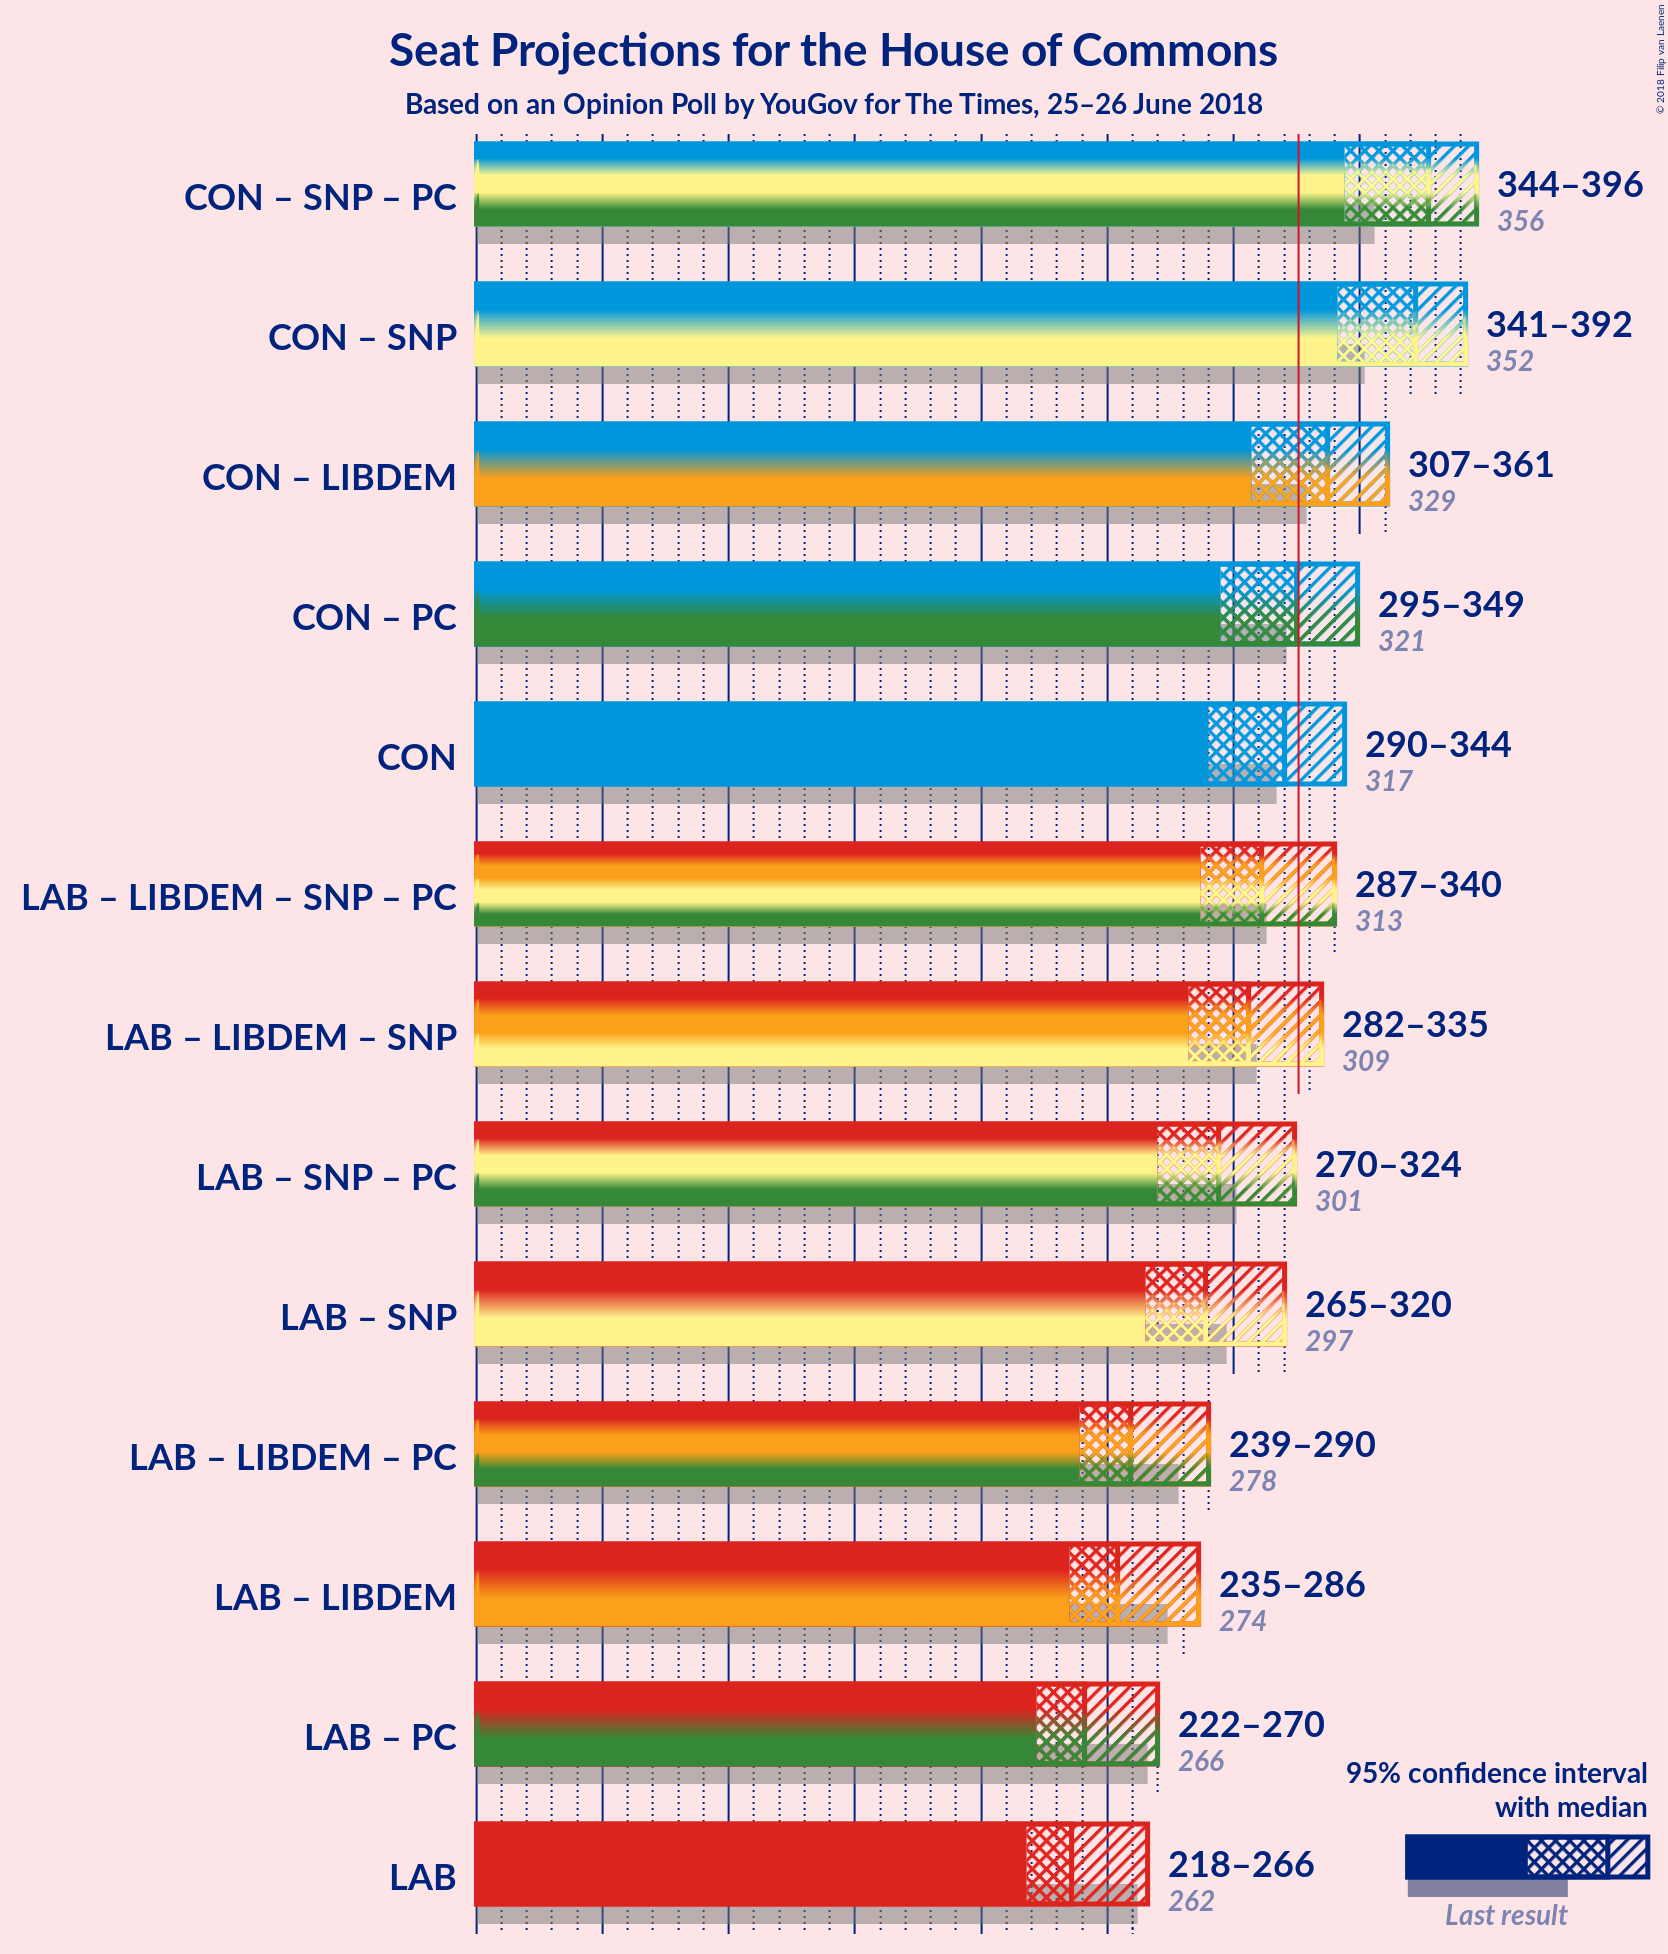 Seat Projections for the House of Commons
Based on an Opinion Poll by YouGov for The Times, 25–26 June 2018
© 2018 Filip van Laenen
CON – SNP – PC
344–396
356
CON – SNP
341–392
352
CON – LIBDEM
307–361
329
CON – PC
295–349
321
CON
290–344
317
LAB – LIBDEM – SNP – PC
287–340
313
LAB – LIBDEM – SNP
282–335
309
LAB – SNP – PC
270–324
301
LAB – SNP
265–320
297
LAB – LIBDEM – PC
239–290
278
LAB – LIBDEM
235–286
274
LAB – PC
222–270
266
LAB
218–266
262
95% confidence interval
with median
Last result